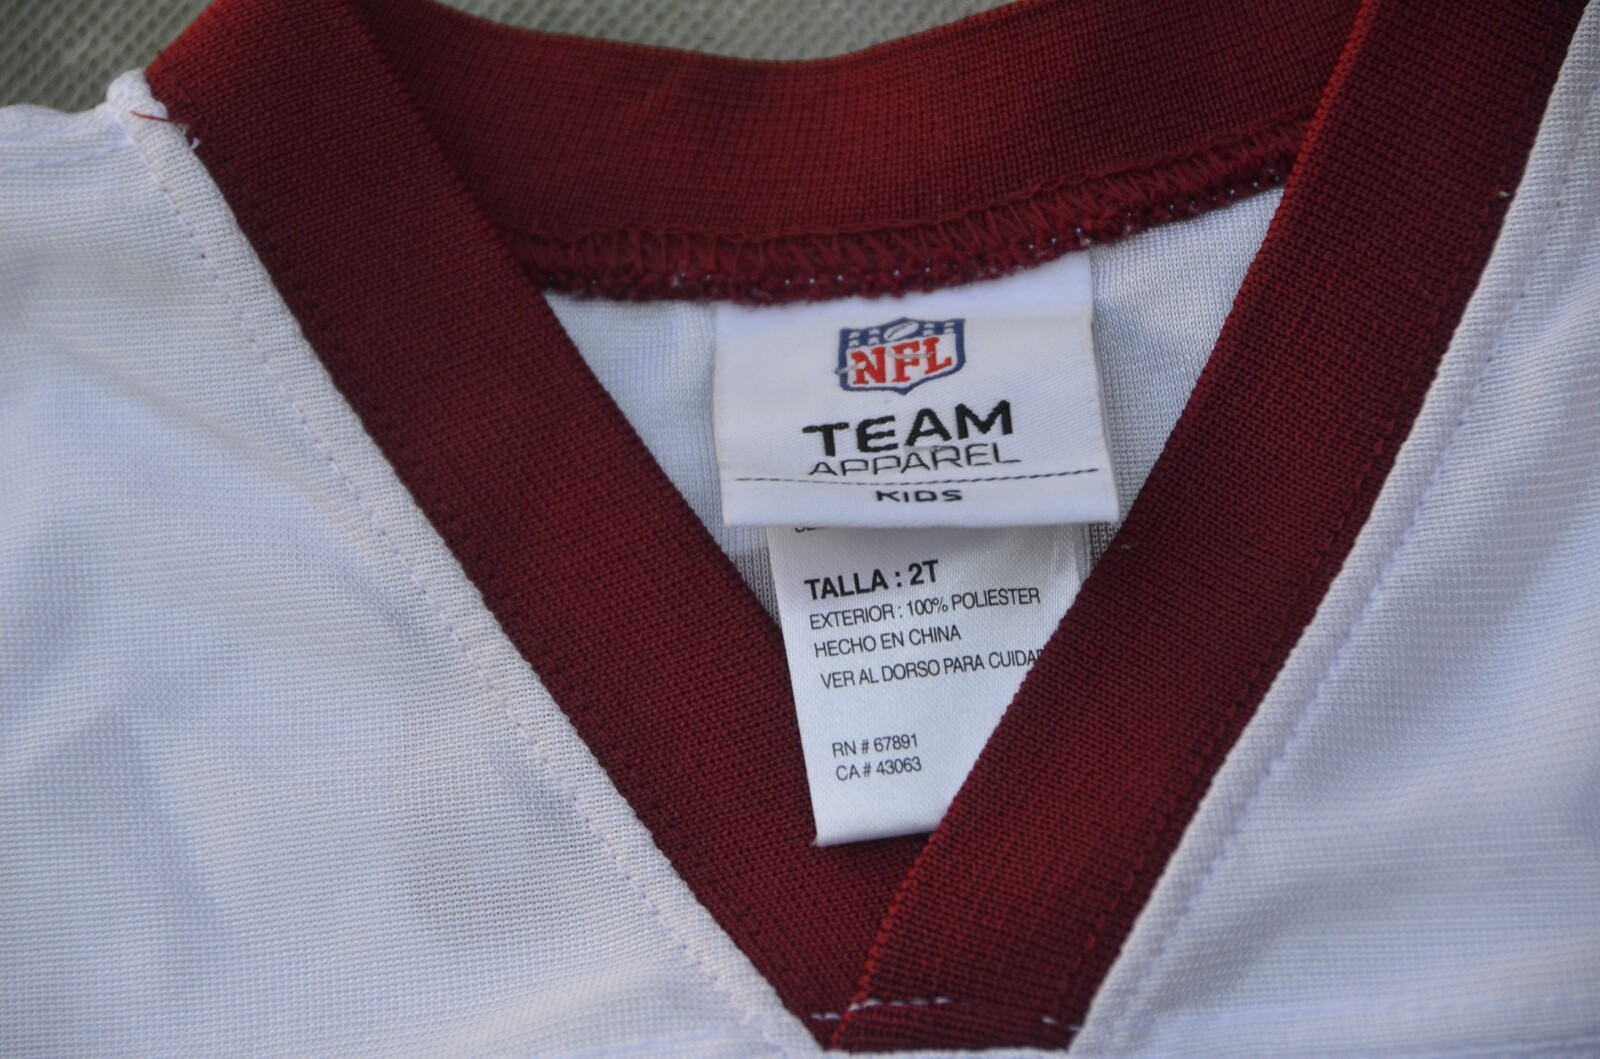 NFL
TEAM
APPAREL
KIDS
TALLA : 2T
EXTERIOR : 100% POLIESTER
HECHO EN CHINA
VER AL DORSO PARA CUIDA
RN # 67891
CA # 43063